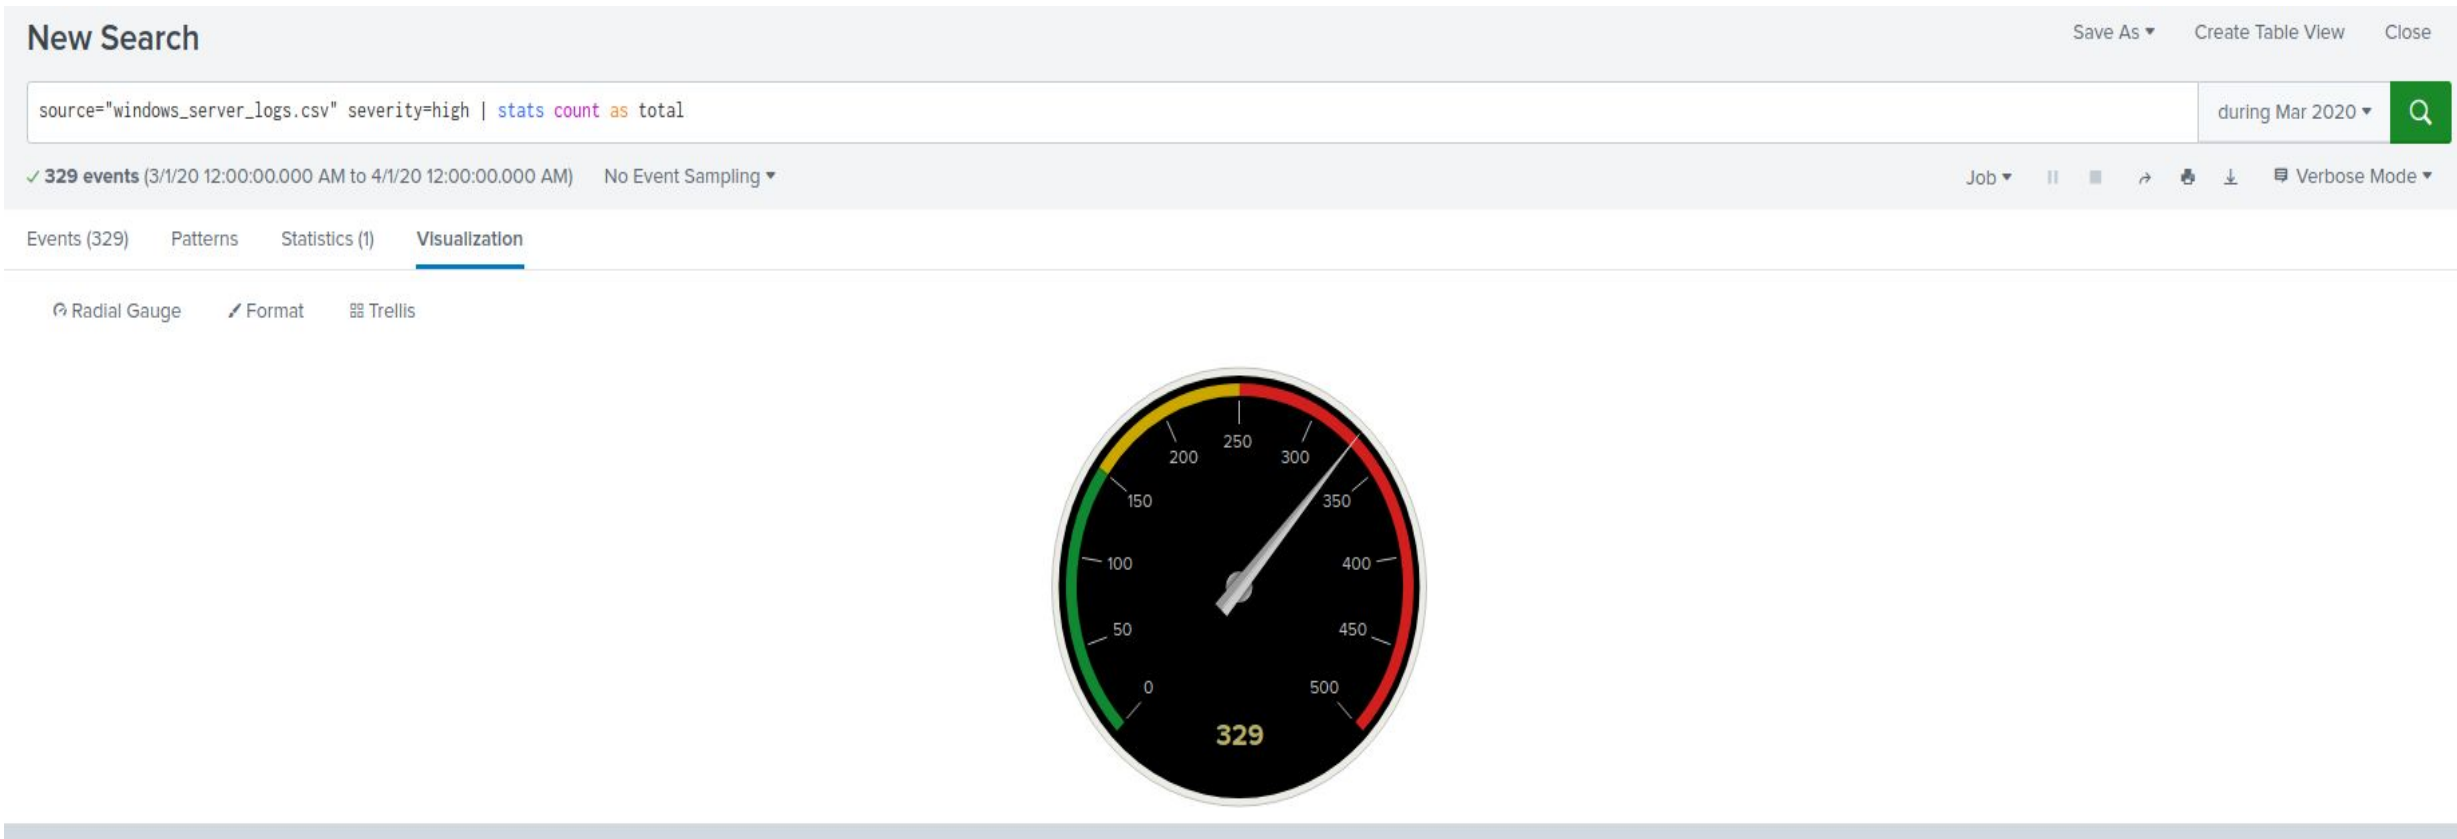 New Search
Save As Create Table View Close
source="windows_server_logs.csv" severity=high | stats count as total
during Mar 2020
329 events (3/1/20 12:00:00.000 AM to 4/1/20 12:00:00.000 AM) No Event Sampling
Job Verbose Mode
Events (329) Patterns Statistics (1) Visualization
Radial Gauge Format Trellis
0
50
100
150
200
250
300
350
400
450
500
329